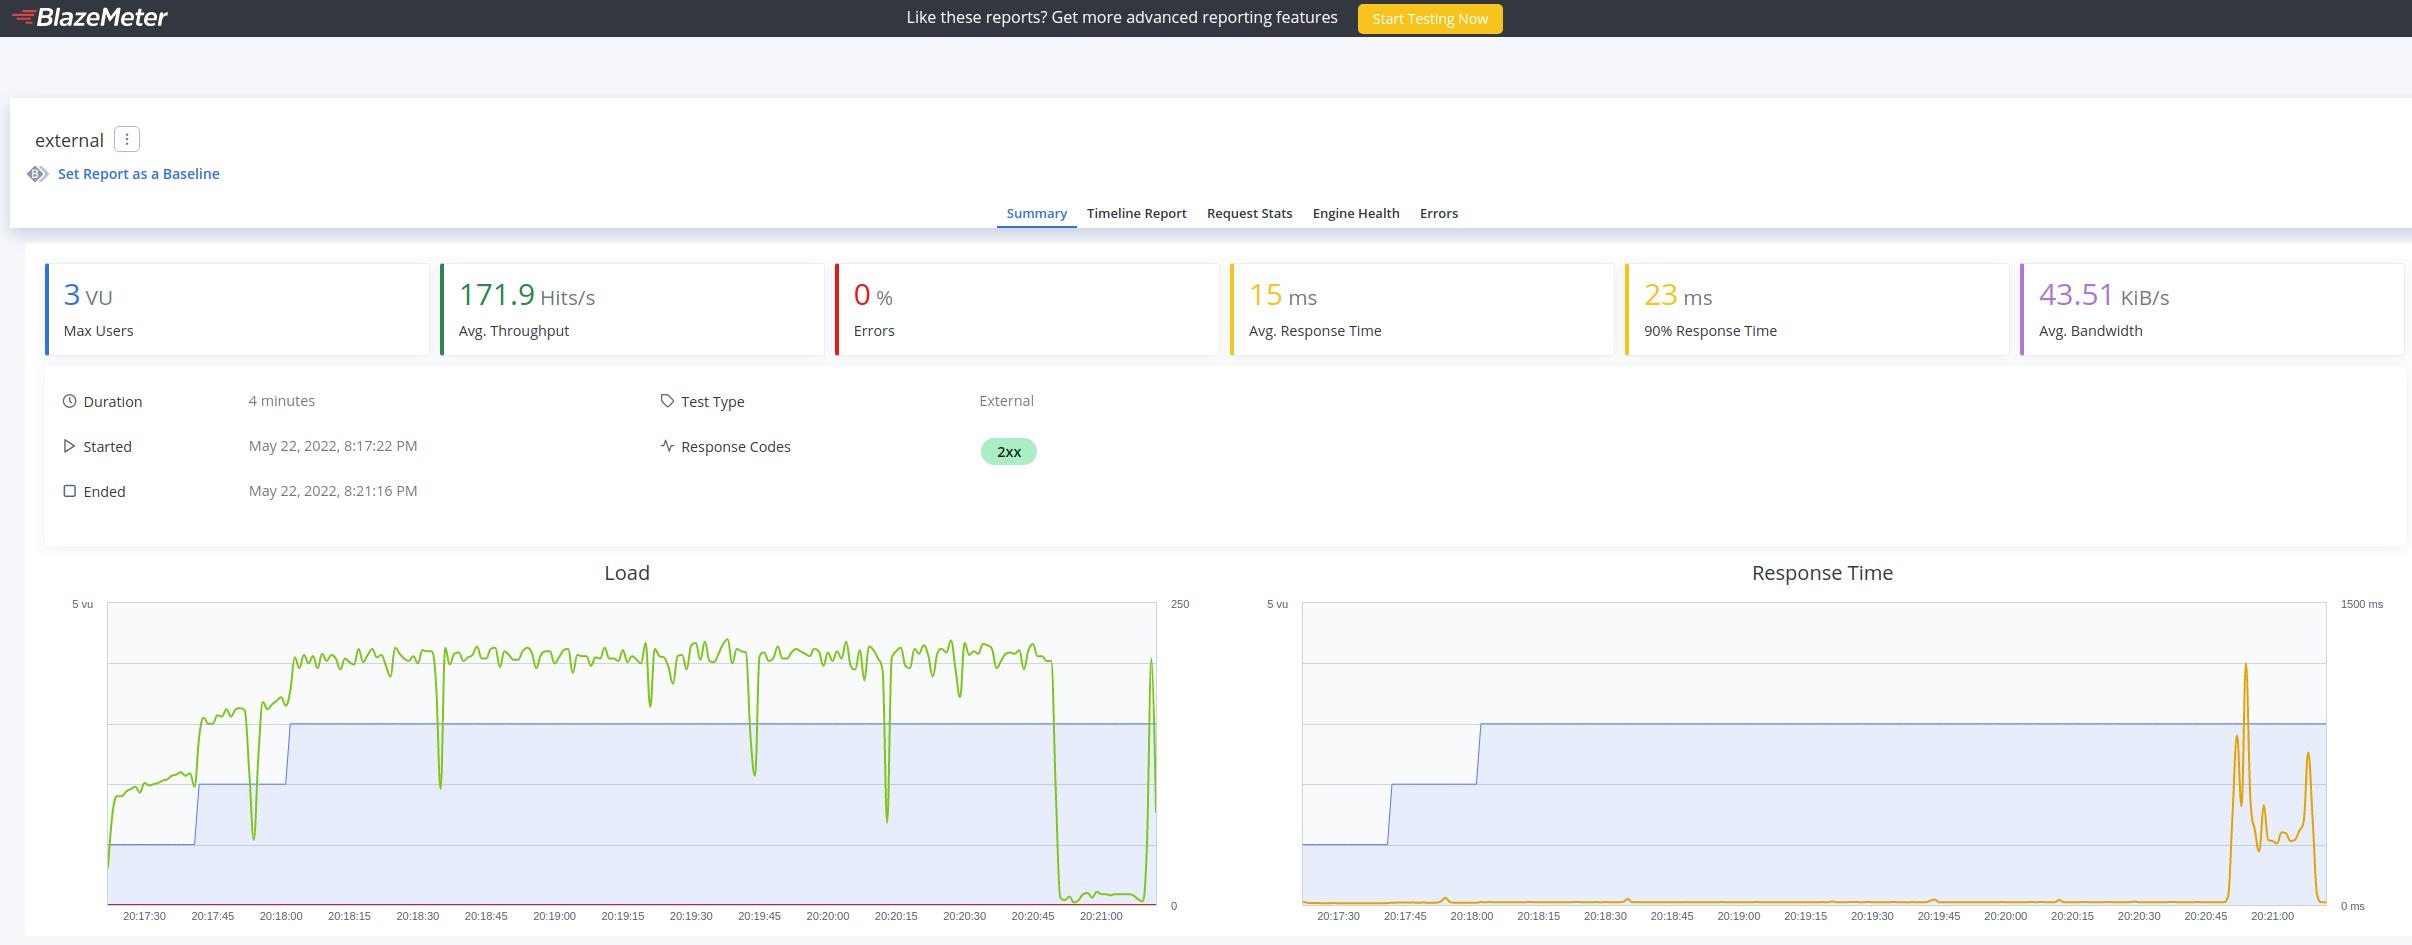 BlazeMeter
Like these reports? Get more advanced reporting features
Start Testing Now
external
Set Report as a Baseline
Summary Timeline Report Request Stats Engine Health Errors
3 VU
Max Users
171.9 Hits/s
Avg. Throughput
0 %
Errors
15 ms
Avg. Response Time
23 ms
90% Response Time
43.51 KiB/s
Avg. Bandwidth
Duration 4 minutes
Test Type External
Started May 22, 2022, 8:17:22 PM
Response Codes 2xx
Ended May 22, 2022, 8:21:16 PM
Load
5 vu
250
0
20:17:30 20:17:45 20:18:00 20:18:15 20:18:30 20:18:45 20:19:00 20:19:15 20:19:30 20:19:45 20:20:00 20:20:15 20:20:30 20:20:45 20:21:00
Response Time
5 vu
1500 ms
0 ms
20:17:30 20:17:45 20:18:00 20:18:15 20:18:30 20:18:45 20:19:00 20:19:15 20:19:30 20:19:45 20:20:00 20:20:15 20:20:30 20:20:45 20:21:00